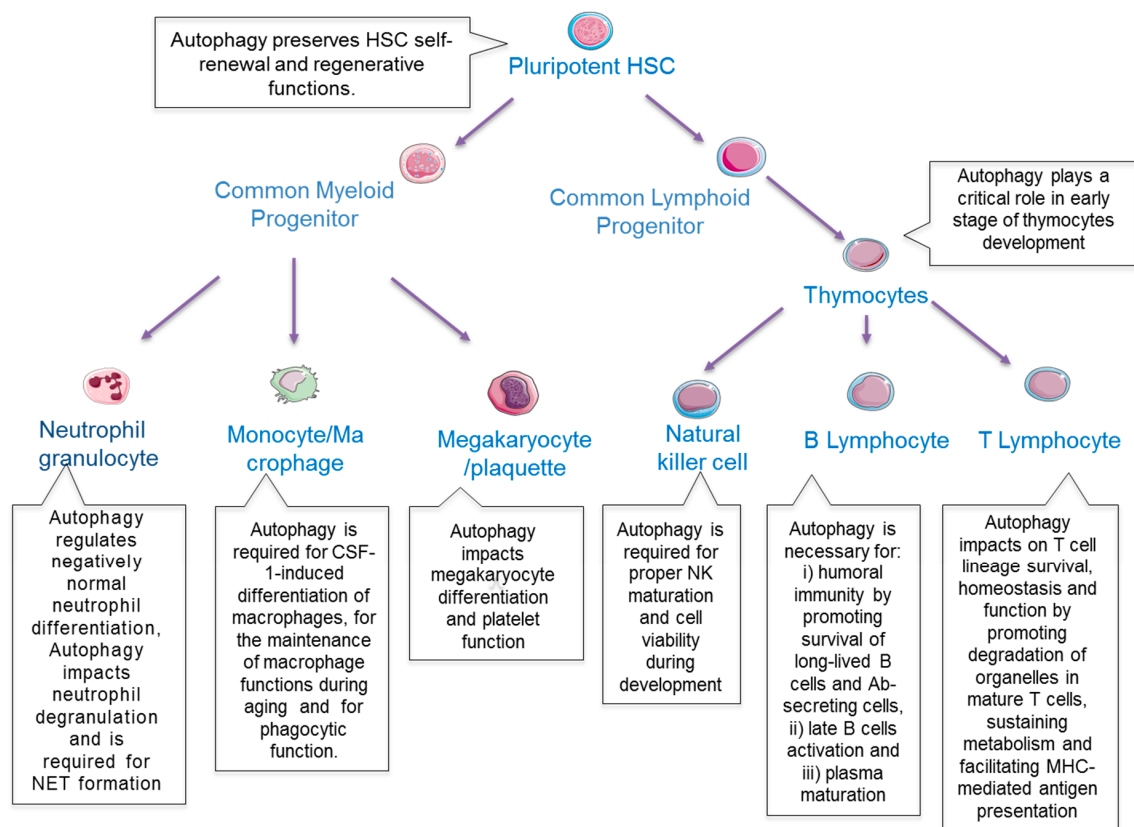 Autophagy preserves HSC self-
renewal and regenerative
functions.
Pluripotent HSC
Common Myeloid
Progenitor
Common Lymphoid
Progenitor
Autophagy plays a
critical role in early
stage of thymocytes
development
Thymocytes
Neutrophil
granulocyte
Monocyte/Ma
crophage
Megakaryocyte
/plaquette
Natural
killer cell
B Lymphocyte
T Lymphocyte
Autophagy
regulates
negatively
normal
neutrophil
differentiation,
Autophagy
impacts
neutrophil
degranulation
and is
required for
NET formation
Autophagy is
required for CSF-
1-induced
differentiation of
macrophages, for
the maintenance
of macrophage
functions during
aging and for
phagocytic
function.
Autophagy
impacts
megakaryocyte
differentiation
and platelet
function
Autophagy is
required for
proper NK
maturation
and cell
viability
during
development
Autophagy is
necessary for:
i) humoral
immunity by
promoting
survival of
long-lived B
cells and Ab-
secreting cells,
ii) late B cells
activation and
iii) plasma
maturation
Autophagy
impacts on T cell
lineage survival,
homeostasis and
function by
promoting
degradation of
organelles in
mature T cells,
sustaining
metabolism and
facilitating MHC-
mediated antigen
presentation